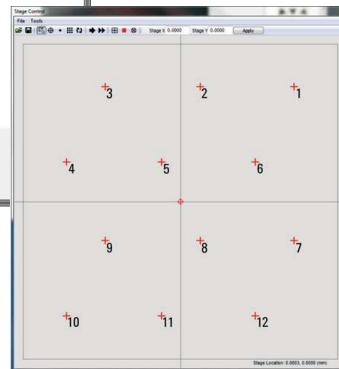 Stage Control
File Tools
Stage X 0.0000 Stage Y 0.0000 Apply
3 2 1
4 5 6
9 8 7
10 11 12
Stage Location: 0.0003, 0.0000 (mm)